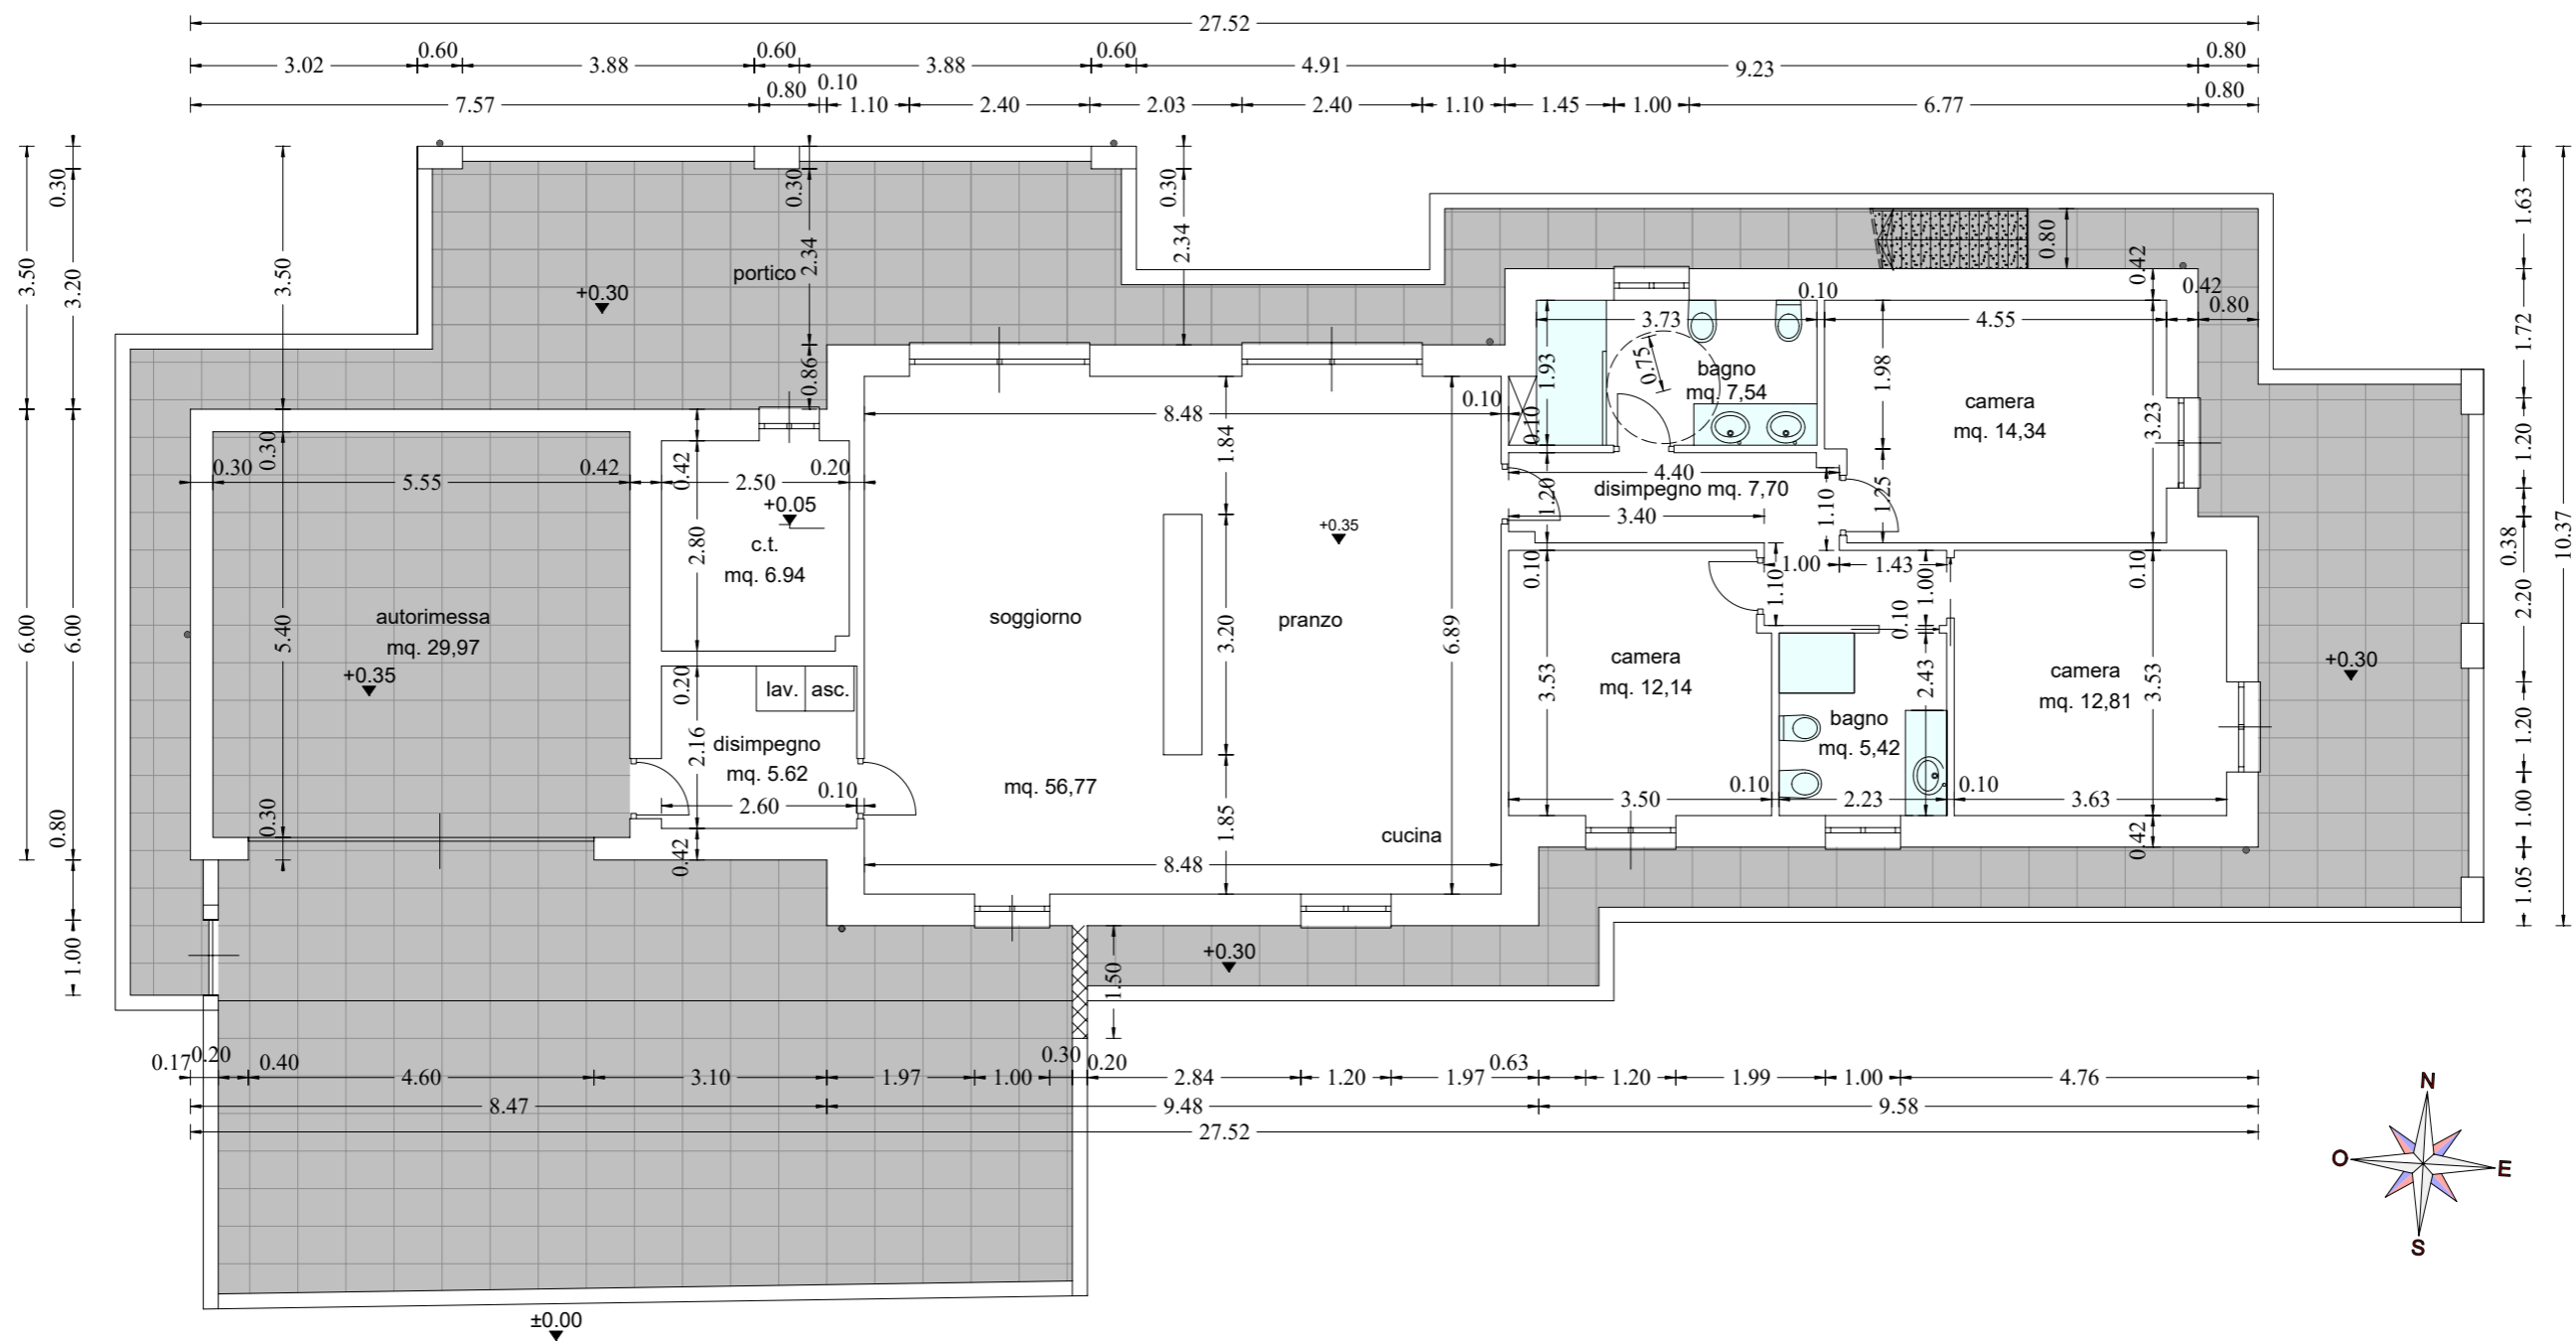 27.52
0.60 0.60 0.60 0.80
3.02 3.88 3.88 4.91 9.23
0.80 0.10 0.80
7.57 1.10 2.40 2.03 2.40 1.10 1.45 1.00 6.77
3.50
6.00
0.30
3.20
6.00
0.80
1.00
3.50
0.30
5.40
0.30
0.30
2.34
0.86
0.30
2.34
portico
+0.30
0.30 5.55 0.42
autorimessa
mq. 29,97
+0.35
0.42
2.50 0.20
+0.05
2.80
c.t.
mq. 6.94
0.20
lav. asc.
2.16
disimpegno
mq. 5.62
0.10
2.60
0.42
8.48
0.10
1.84
+0.35
soggiorno
3.20
pranzo
6.89
mq. 56,77
1.85
cucina
8.48
0.80
0.42
0.42
0.80
0.10
3.73
4.55
1.93
0.75
bagno
mq. 7,54
0.10
1.98
camera
mq. 14,34
3.23
4.40
disimpegno mq. 7,70
1.20
3.40
1.10
1.25
0.10
1.10
1.00
1.43
1.00
0.10
0.10
3.53
camera
mq. 12,14
0.10
3.50
2.43
bagno
mq. 5,42
2.23
0.10
camera
mq. 12,81
3.53
3.63
0.42
+0.30
1.63
1.72
1.20
0.38
2.20
1.20
1.00
1.05
10.37
+0.30
1.50
0.17 0.20 0.40 0.30 0.20 0.63
4.60 3.10 1.97 1.00 2.84 1.20 1.97 1.20 1.99 1.00 4.76
8.47 9.48 9.58
27.52
N
O E
S
±0.00